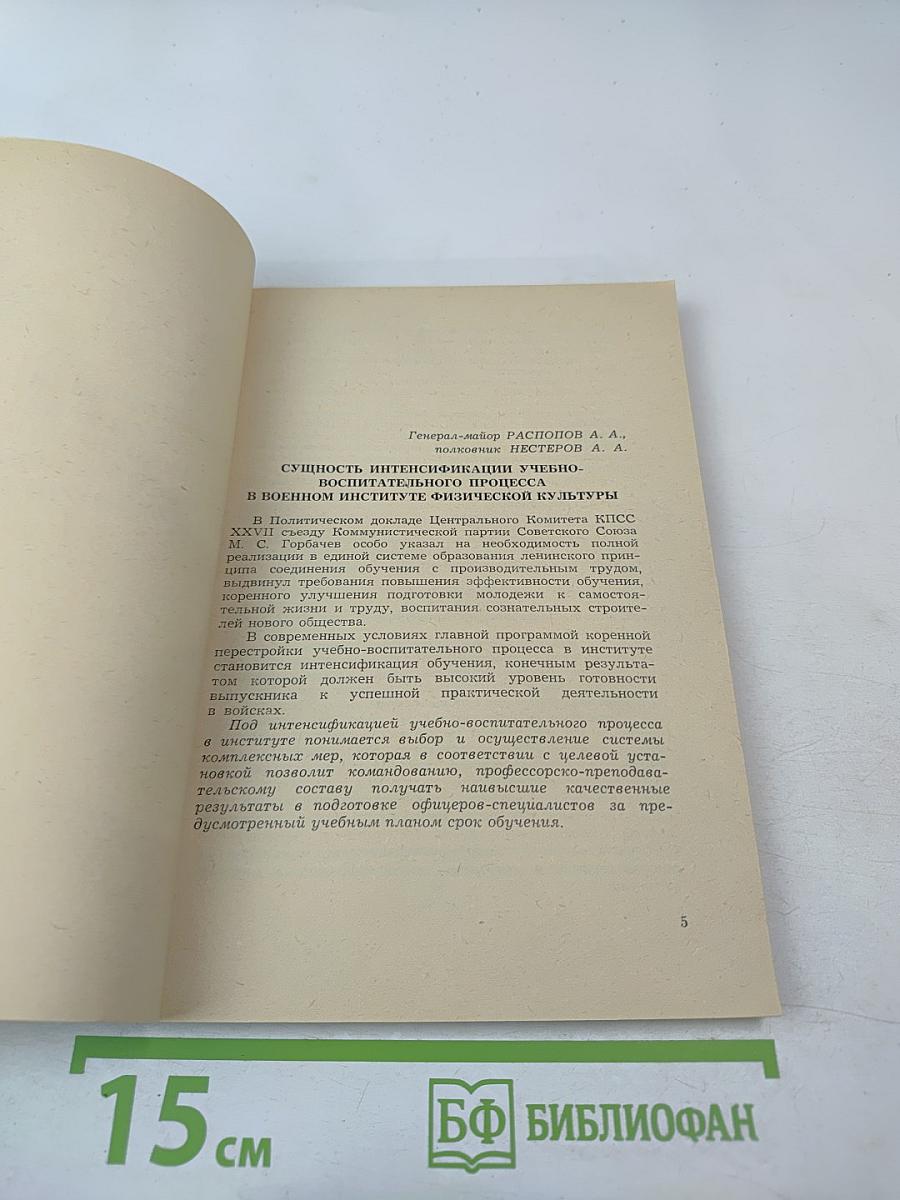 Генерал-майор РАСПОПОВ А. А.,
полковник НЕСТЕРОВ А. А.
СУЩНОСТЬ ИНТЕНСИФИКАЦИИ УЧЕБНО-
ВОСПИТАТЕЛЬНОГО ПРОЦЕССА
В ВОЕННОМ ИНСТИТУТЕ ФИЗИЧЕСКОЙ КУЛЬТУРЫ
В Политическом докладе Центрального Комитета КПСС
XXVII съезду Коммунистической партии Советского Союза
М. С. Горбачев особо указал на необходимость полной
реализации в единой системе образования ленинского прин-
ципа соединения обучения с производительным трудом,
выдвинул требования повышения эффективности обучения,
коренного улучшения подготовки молодежи к самостоя-
тельной жизни и труду, воспитания сознательных строите-
лей нового общества.
В современных условиях главной программой коренной
перестройки учебно-воспитательного процесса в институте
становится интенсификация обучения, конечным результа-
том которой должен быть высокий уровень готовности
выпускника к успешной практической деятельности
в войсках.
Под интенсификацией учебно-воспитательного процесса
в институте понимается выбор и осуществление системы
комплексных мер, которая в соответствии с целевой уста-
новкой позволит командованию, профессорско-преподава-
тельскому составу получать наивысшие качественные
результаты в подготовке офицеров-специалистов за пре-
дусмотренный учебным планом срок обучения.
5
15 см
БФ БИБЛИОФАН